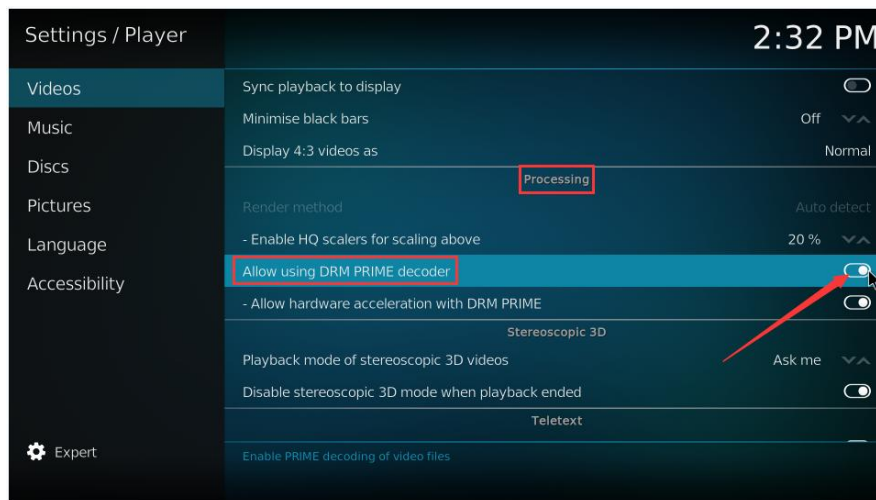 Settings / Player
2:32 PM
Videos
Music
Discs
Pictures
Language
Accessibility
Expert
Sync playback to display
Minimise black bars Off
Display 4:3 videos as Normal
Processing
Render method Auto detect
- Enable HQ scalers for scaling above 20 %
Allow using DRM PRIME decoder
- Allow hardware acceleration with DRM PRIME
Stereoscopic 3D
Playback mode of stereoscopic 3D videos Ask me
Disable stereoscopic 3D mode when playback ended
Teletext
Enable PRIME decoding of video files